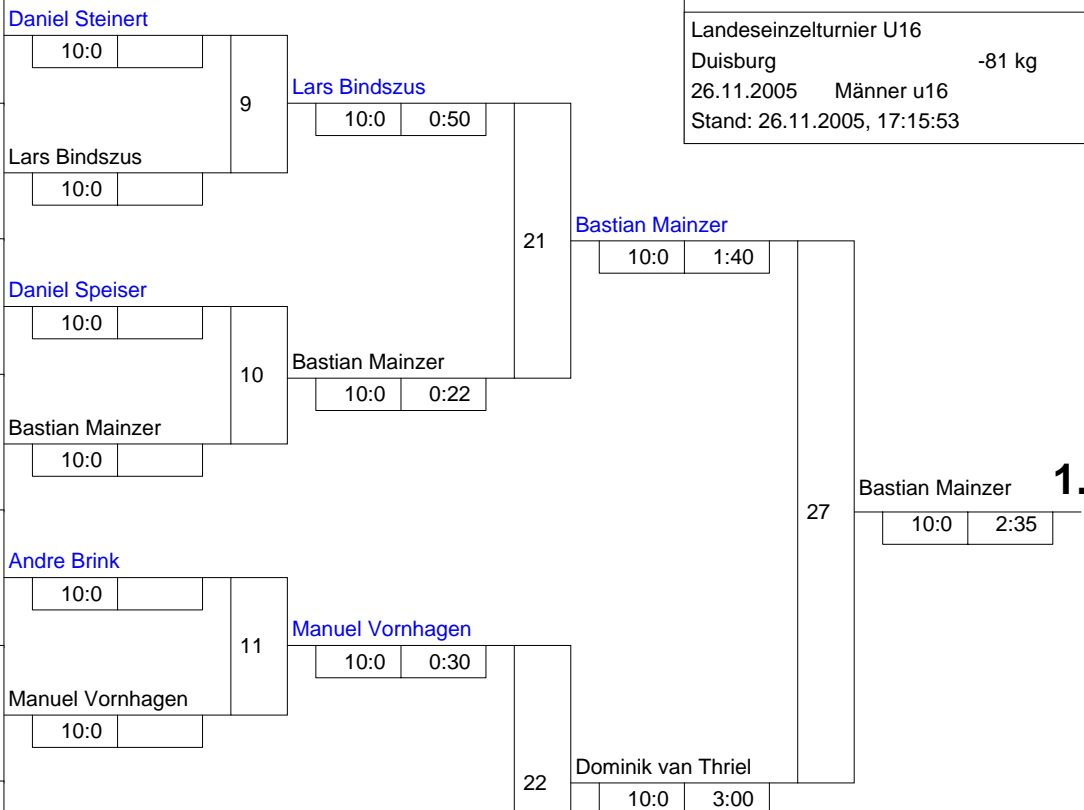 Daniel Steinert
10:0
9
Lars Bindszus
10:0 0:50
Lars Bindszus
10:0
Landeseinzelturnier U16
Duisburg -81 kg
26.11.2005 Männer u16
Stand: 26.11.2005, 17:15:53
21
Bastian Mainzer
10:0 1:40
Daniel Speiser
10:0
10
Bastian Mainzer
10:0 0:22
Bastian Mainzer
10:0
27
Bastian Mainzer 1.
10:0 2:35
Andre Brink
10:0
11
Manuel Vornhagen
10:0 0:30
Manuel Vornhagen
10:0
22
Dominik van Thriel
10:0 3:00